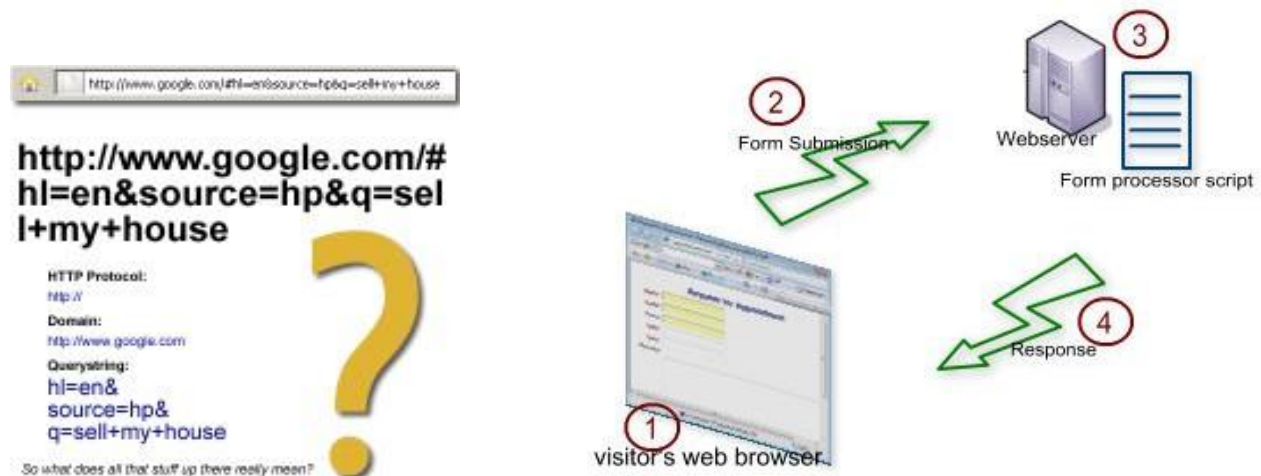 http://www.google.com/#hl=en&source=hp&q=sell+my+house
http://www.google.com/#
hl=en&source=hp&q=sel
l+my+house
HTTP Protocol:
http://
Domain:
http://www.google.com
Querystring:
hl=en&
source=hp&
q=sell+my+house
?
So what does all that stuff up there really mean?
2
Form Submission
3
Webserver
Form processor script
4
Response
1
visitor's web browser